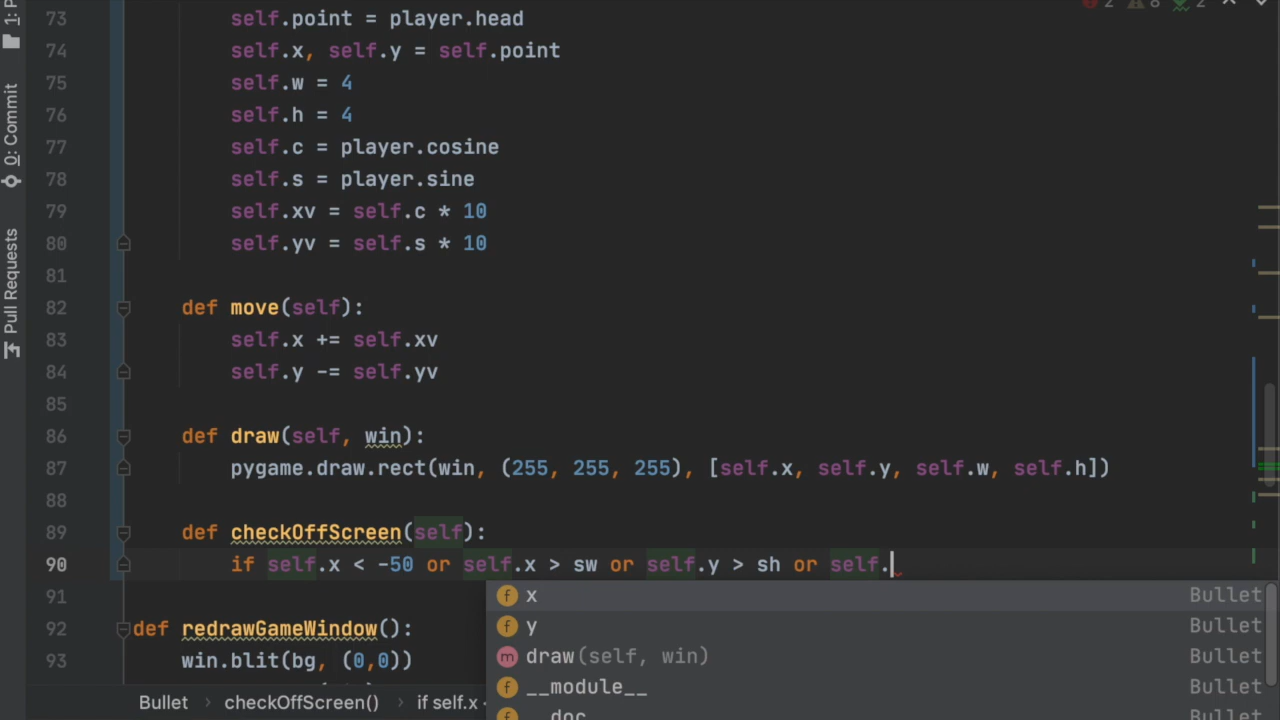 73 self.point = player.head
74 self.x, self.y = self.point
75 self.w = 4
76 self.h = 4
77 self.c = player.cosine
78 self.s = player.sine
79 self.xv = self.c * 10
80 self.yv = self.s * 10
81
82 def move(self):
83 self.x += self.xv
84 self.y -= self.yv
85
86 def draw(self, win):
87 pygame.draw.rect(win, (255, 255, 255), [self.x, self.y, self.w, self.h])
88
89 def checkOffScreen(self):
90 if self.x < -50 or self.x > sw or self.y > sh or self.
91
x Bullet
92 def redrawGameWindow():
y Bullet
93 win.blit(bg, (0,0))
draw(self, win) Bullet
__module__ Bullet
Bullet › checkOffScreen() › if self.x <
0: Commit
Pull Requests